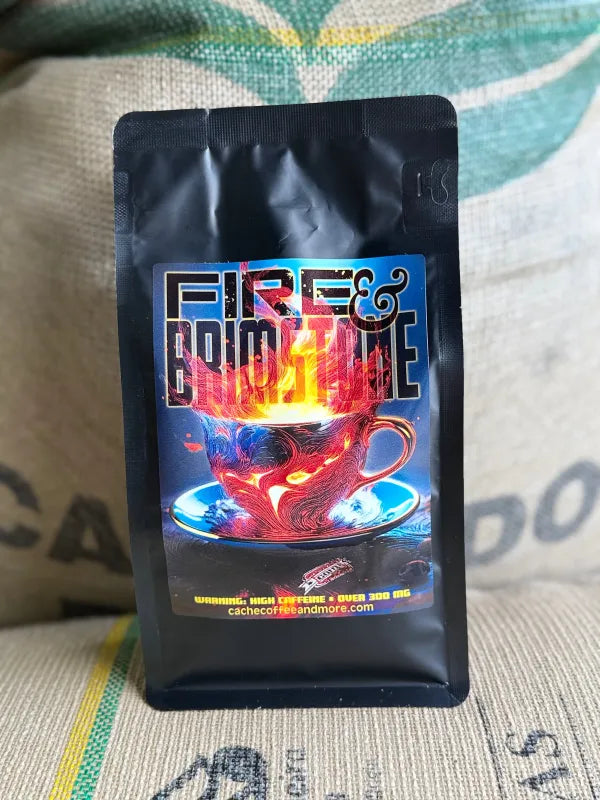 FIRE &
BRIMSTONE
WARNING: HIGH CAFFEINE • OVER 300 MG
cachecoffeeandmore.com